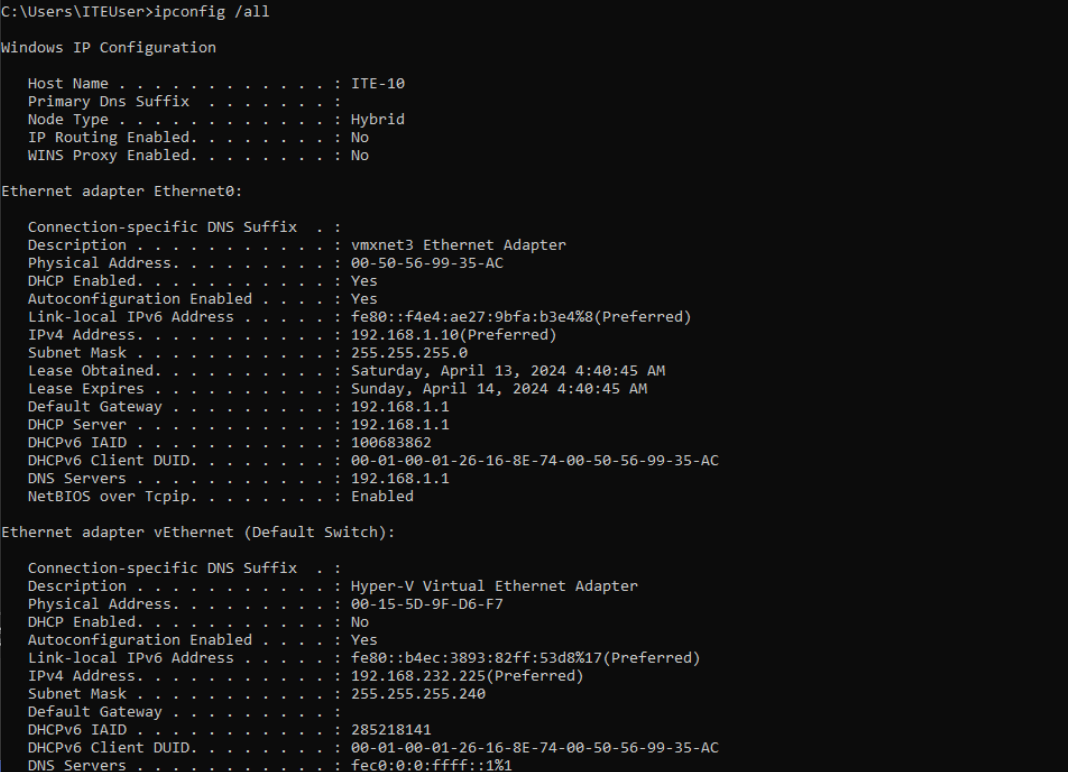 C:\Users\ITEUser>ipconfig /all
Windows IP Configuration
Host Name . . . . . . . . . . . . : ITE-10
Primary Dns Suffix  . . . . . . . :
Node Type . . . . . . . . . . . . : Hybrid
IP Routing Enabled. . . . . . . . : No
WINS Proxy Enabled. . . . . . . . : No
Ethernet adapter Ethernet0:
Connection-specific DNS Suffix  . :
Description . . . . . . . . . . . : vmxnet3 Ethernet Adapter
Physical Address. . . . . . . . . : 00-50-56-99-35-AC
DHCP Enabled. . . . . . . . . . . : Yes
Autoconfiguration Enabled . . . . : Yes
Link-local IPv6 Address . . . . . : fe80::f4e4:ae27:9bfa:b3e4%8(Preferred)
IPv4 Address. . . . . . . . . . . : 192.168.1.10(Preferred)
Subnet Mask . . . . . . . . . . . : 255.255.255.0
Lease Obtained. . . . . . . . . . : Saturday, April 13, 2024 4:40:45 AM
Lease Expires . . . . . . . . . . : Sunday, April 14, 2024 4:40:45 AM
Default Gateway . . . . . . . . . : 192.168.1.1
DHCP Server . . . . . . . . . . . : 192.168.1.1
DHCPv6 IAID . . . . . . . . . . . : 100683862
DHCPv6 Client DUID. . . . . . . . : 00-01-00-01-26-16-8E-74-00-50-56-99-35-AC
DNS Servers . . . . . . . . . . . : 192.168.1.1
NetBIOS over Tcpip. . . . . . . . : Enabled
Ethernet adapter vEthernet (Default Switch):
Connection-specific DNS Suffix  . :
Description . . . . . . . . . . . : Hyper-V Virtual Ethernet Adapter
Physical Address. . . . . . . . . : 00-15-5D-9F-D6-F7
DHCP Enabled. . . . . . . . . . . : No
Autoconfiguration Enabled . . . . : Yes
Link-local IPv6 Address . . . . . : fe80::b4ec:3893:82ff:53d8%17(Preferred)
IPv4 Address. . . . . . . . . . . : 192.168.232.225(Preferred)
Subnet Mask . . . . . . . . . . . : 255.255.255.240
Default Gateway . . . . . . . . . :
DHCPv6 IAID . . . . . . . . . . . : 285218141
DHCPv6 Client DUID. . . . . . . . : 00-01-00-01-26-16-8E-74-00-50-56-99-35-AC
DNS Servers . . . . . . . . . . . : fec0:0:0:ffff::1%1